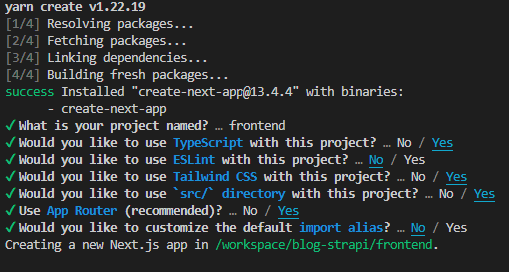 yarn create v1.22.19
[1/4] Resolving packages...
[2/4] Fetching packages...
[3/4] Linking dependencies...
[4/4] Building fresh packages...
success Installed "create-next-app@13.4.4" with binaries:
- create-next-app
✔ What is your project named? … frontend
✔ Would you like to use TypeScript with this project? … No / Yes
✔ Would you like to use ESLint with this project? … No / Yes
✔ Would you like to use Tailwind CSS with this project? … No / Yes
✔ Would you like to use `src/` directory with this project? … No / Yes
✔ Use App Router (recommended)? … No / Yes
✔ Would you like to customize the default import alias? … No / Yes
Creating a new Next.js app in /workspace/blog-strapi/frontend.